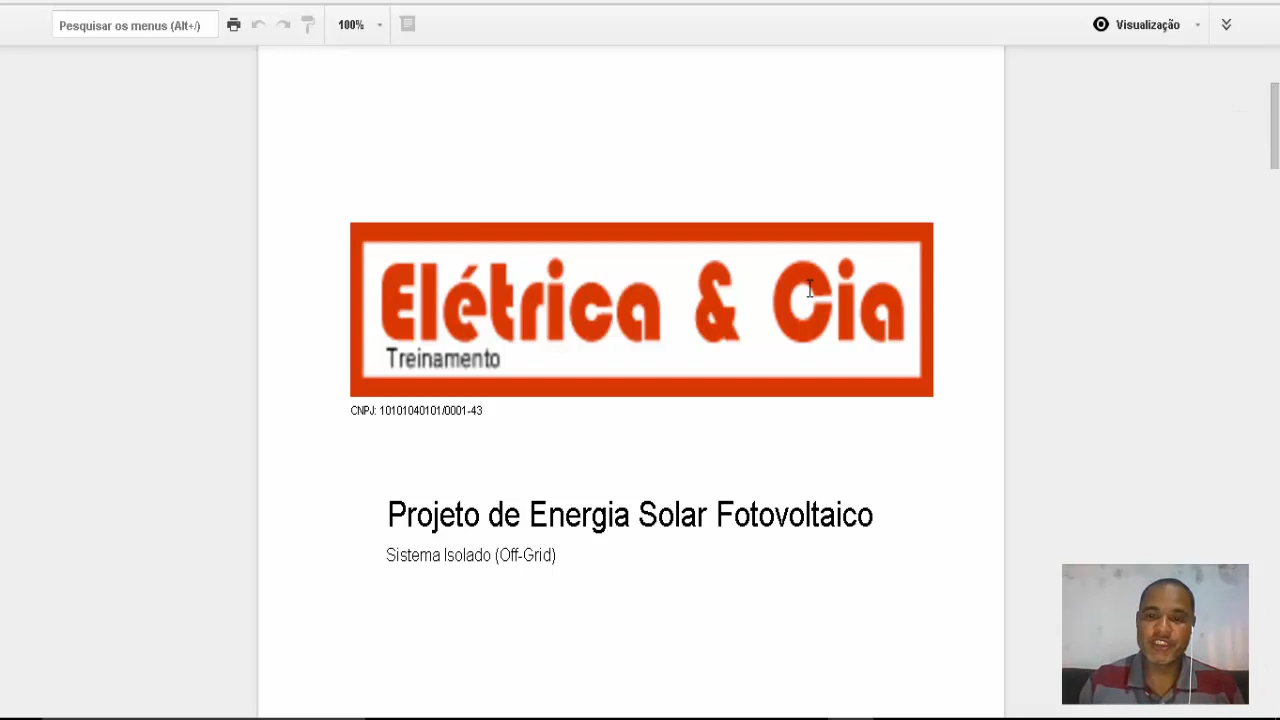 Pesquisar os menus (Alt+/)
100%
Visualização
Elétrica & Cia
Treinamento
CNPJ: 10101040101/0001-43
Projeto de Energia Solar Fotovoltaico
Sistema Isolado (Off-Grid)